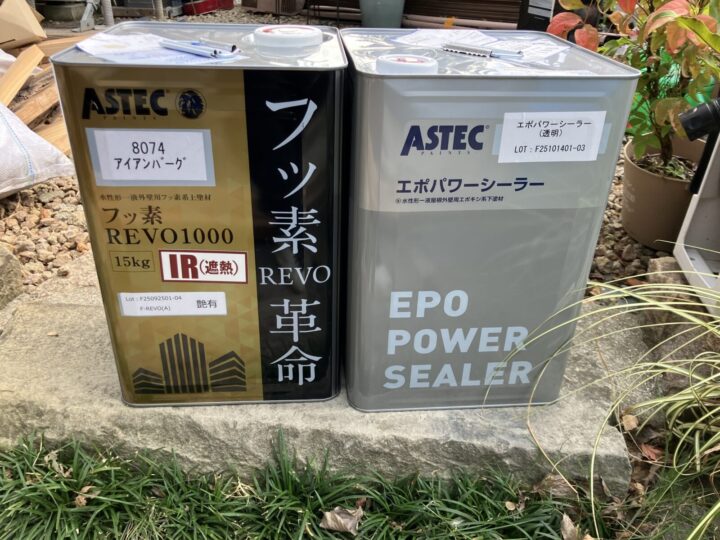 ASTEC
PAINTS
8074
アイアンバーグ
水性形一液外壁用フッ素系上塗材
フッ素
REVO1000
15kg
IR(遮熱)
Lot : F25092501-04
F-REVO(A)
艶有
フッ素
REVO
革命
ASTEC
PAINTS
エポパワーシーラー
(透明)
LOT : F25101401-03
エポパワーシーラー
水性形一液屋根外壁用エポキシ系下塗材
EPO
POWER
SEALER